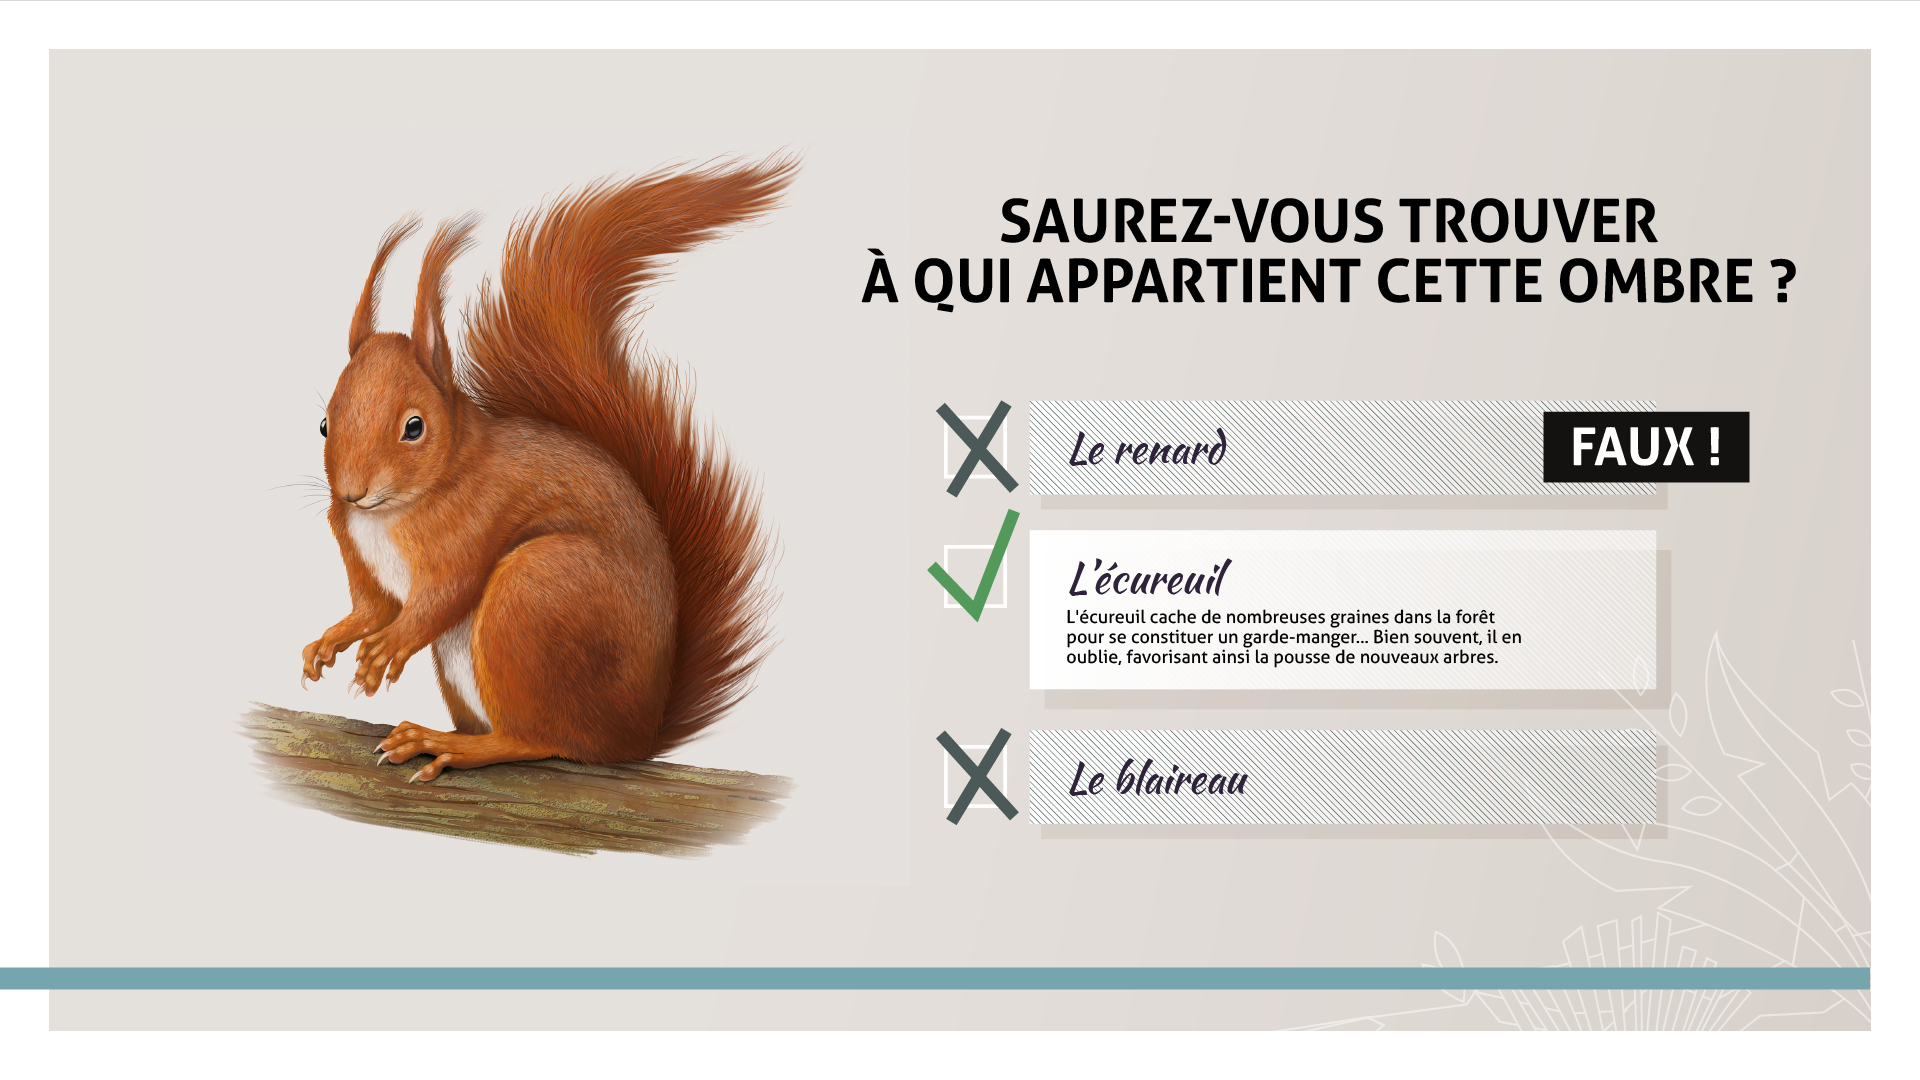 SAUREZ-VOUS TROUVER
À QUI APPARTIENT CETTE OMBRE ?
Le renard
FAUX !
L'écureuil
L'écureuil cache de nombreuses graines dans la forêt
pour se constituer un garde-manger... Bien souvent, il en
oublie, favorisant ainsi la pousse de nouveaux arbres.
Le blaireau